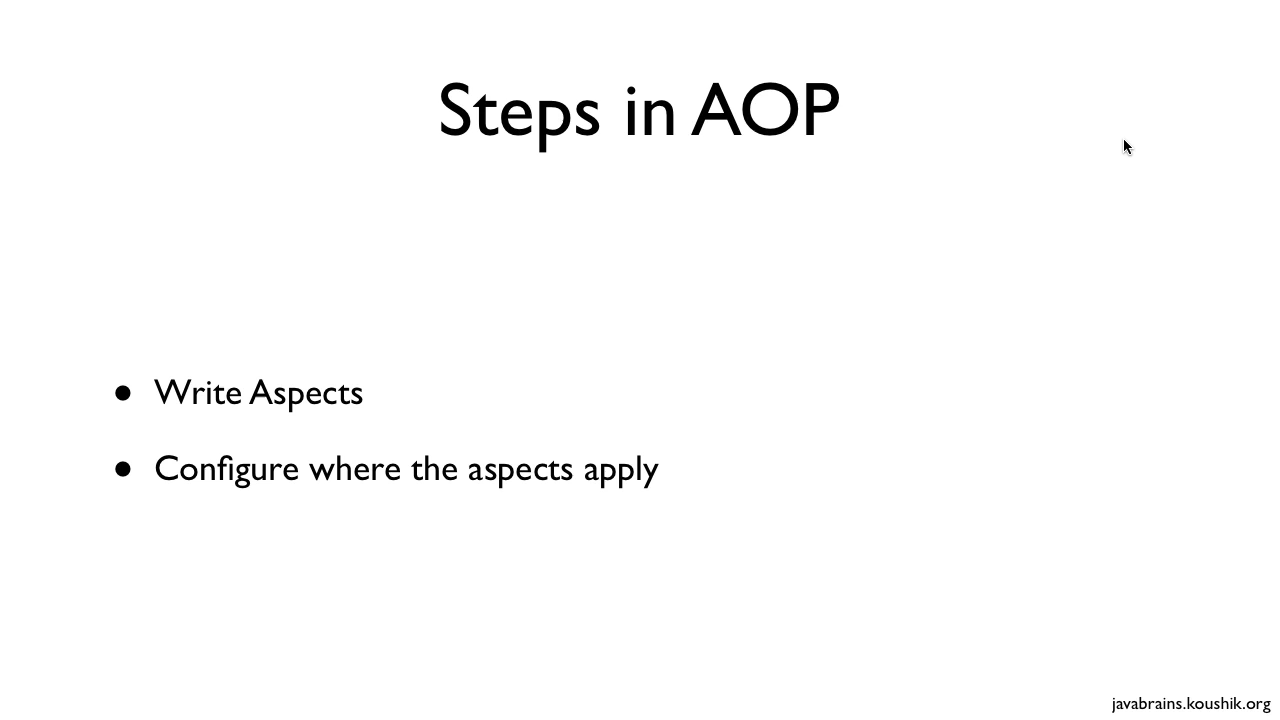 Steps in AOP
• Write Aspects
• Configure where the aspects apply
javabrains.koushik.org